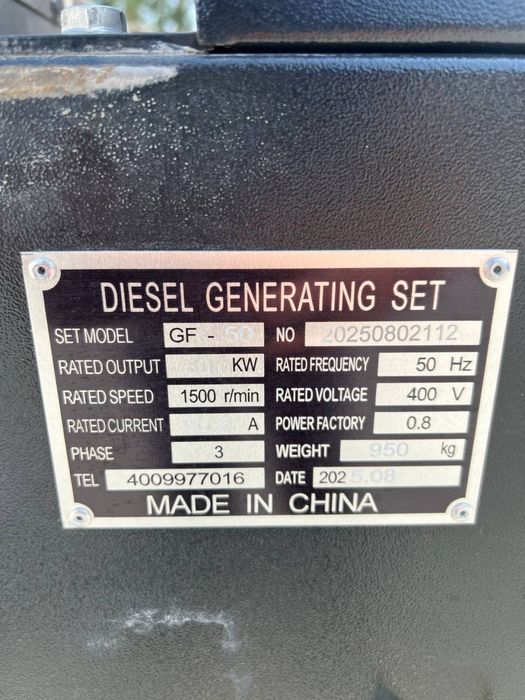 DIESEL GENERATING SET
SET MODEL GF - 50 NO 20250802112
RATED OUTPUT KW RATED FREQUENCY 50 Hz
RATED SPEED 1500 r/min RATED VOLTAGE 400 V
RATED CURRENT A POWER FACTORY 0.8
PHASE 3 WEIGHT 950 kg
TEL 4009977016 DATE 2025.08
MADE IN CHINA